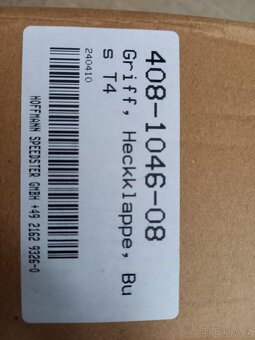 408-1046-08
Griff, Heckklappe, Bu
s T4
240410
HOFFMANN SPEEDSTER GMBH +49 2162 9326-0